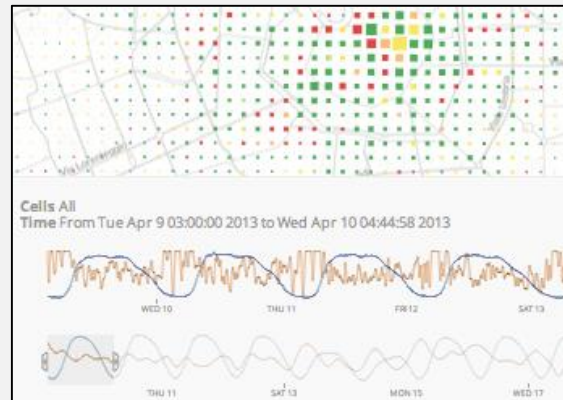 Cells All
Time From Tue Apr 9 03:00:00 2013 to Wed Apr 10 04:44:58 2013
WED 10 THU 11 FRI 12 SAT 13
THU 11 SAT 13 MON 15 WED 17